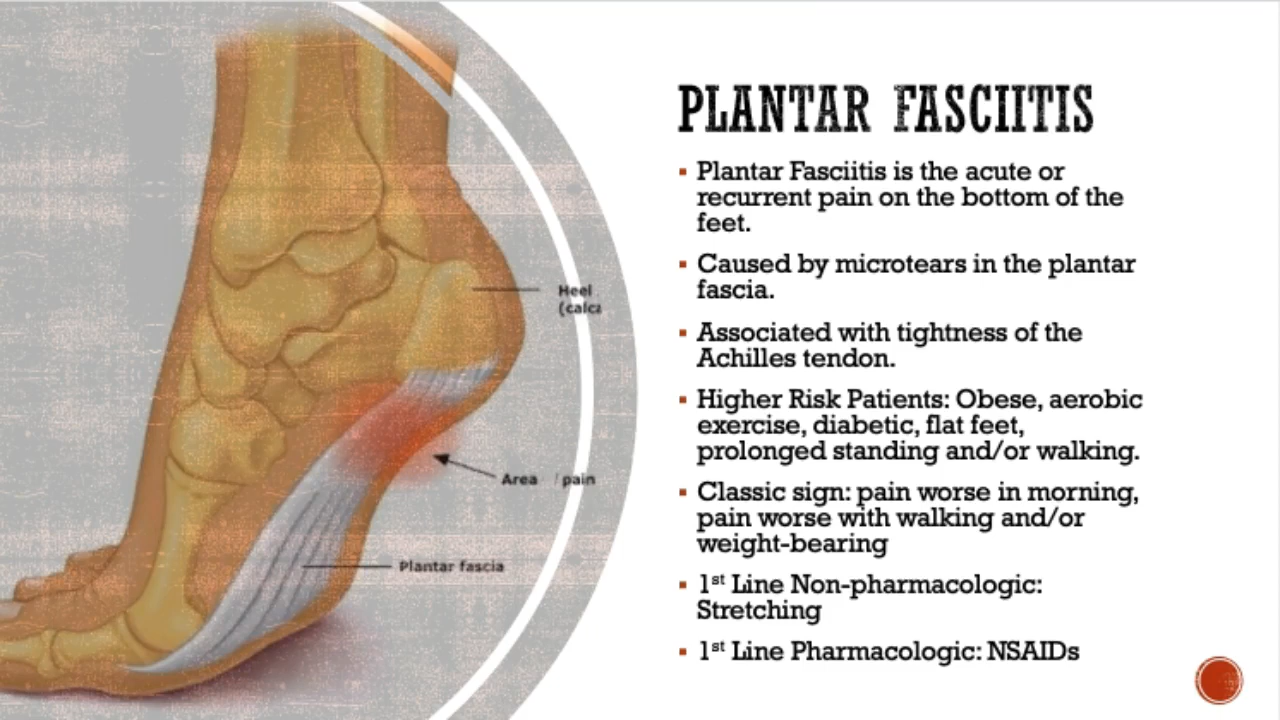 PLANTAR FASCIITIS
▪ Plantar Fasciitis is the acute or
recurrent pain on the bottom of the
feet.
▪ Caused by microtears in the plantar
fascia.
▪ Associated with tightness of the
Achilles tendon.
▪ Higher Risk Patients: Obese, aerobic
exercise, diabetic, flat feet,
prolonged standing and/or walking.
▪ Classic sign: pain worse in morning,
pain worse with walking and/or
weight-bearing
▪ 1st Line Non-pharmacologic:
Stretching
▪ 1st Line Pharmacologic: NSAIDs
Heel
Area pain
Plantar fascia